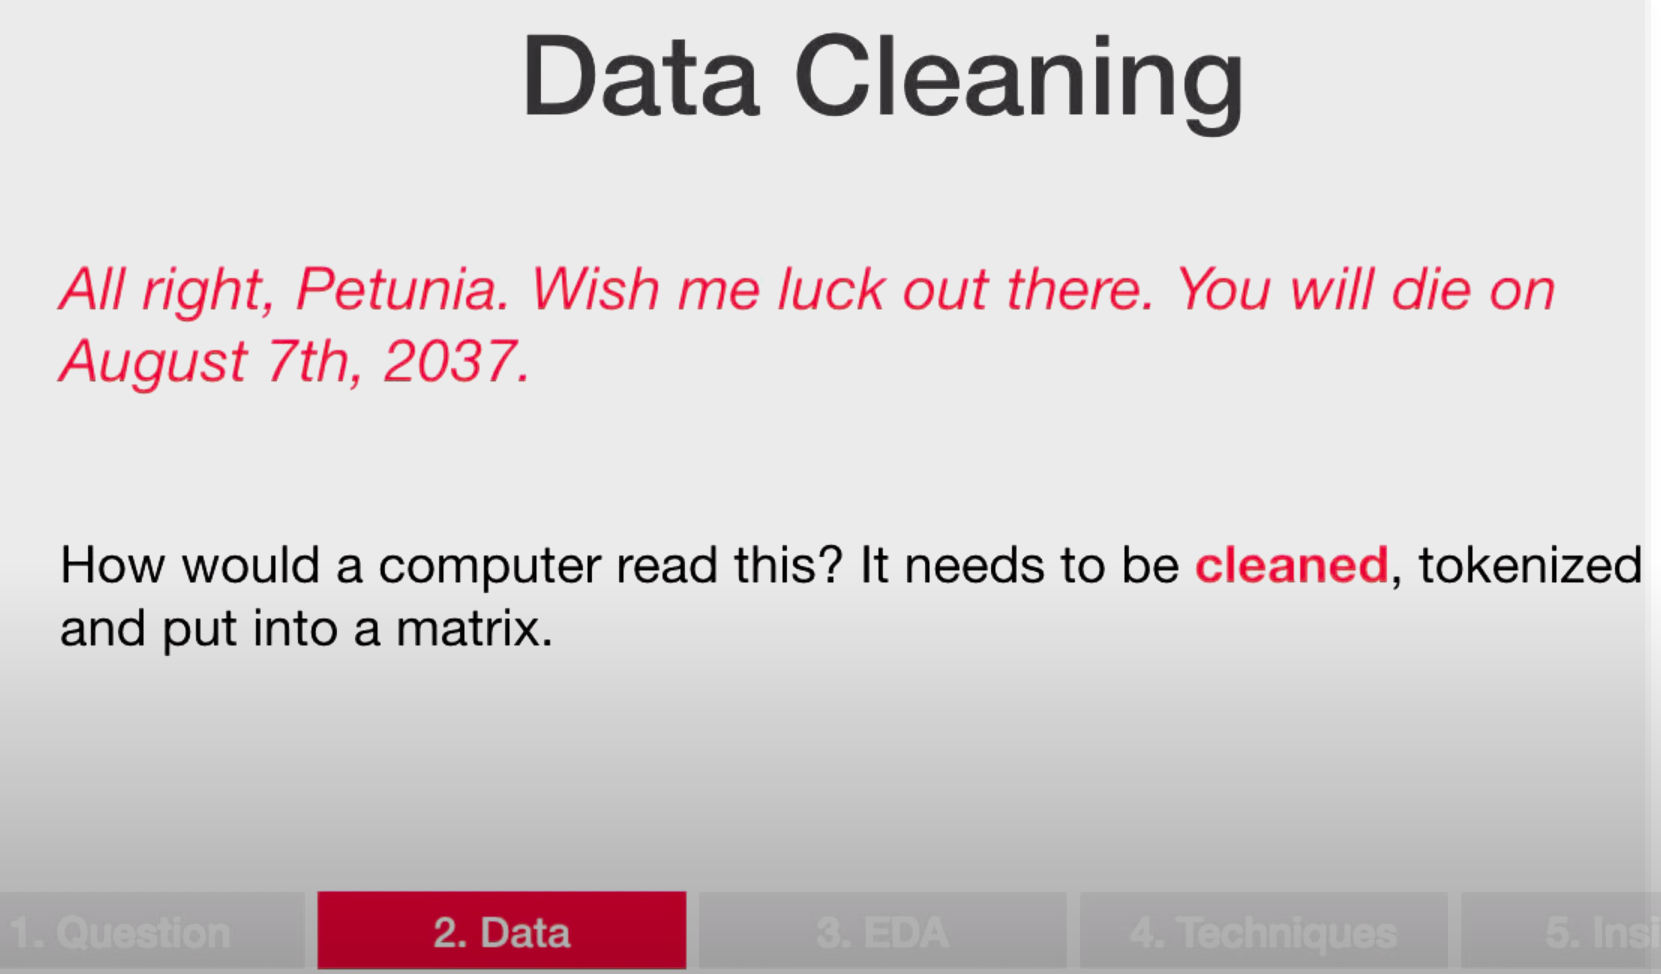 Data Cleaning
All right, Petunia. Wish me luck out there. You will die on
August 7th, 2037.
How would a computer read this? It needs to be cleaned, tokenized
and put into a matrix.
1. Question
2. Data
3. EDA
4. Techniques
5. Insi